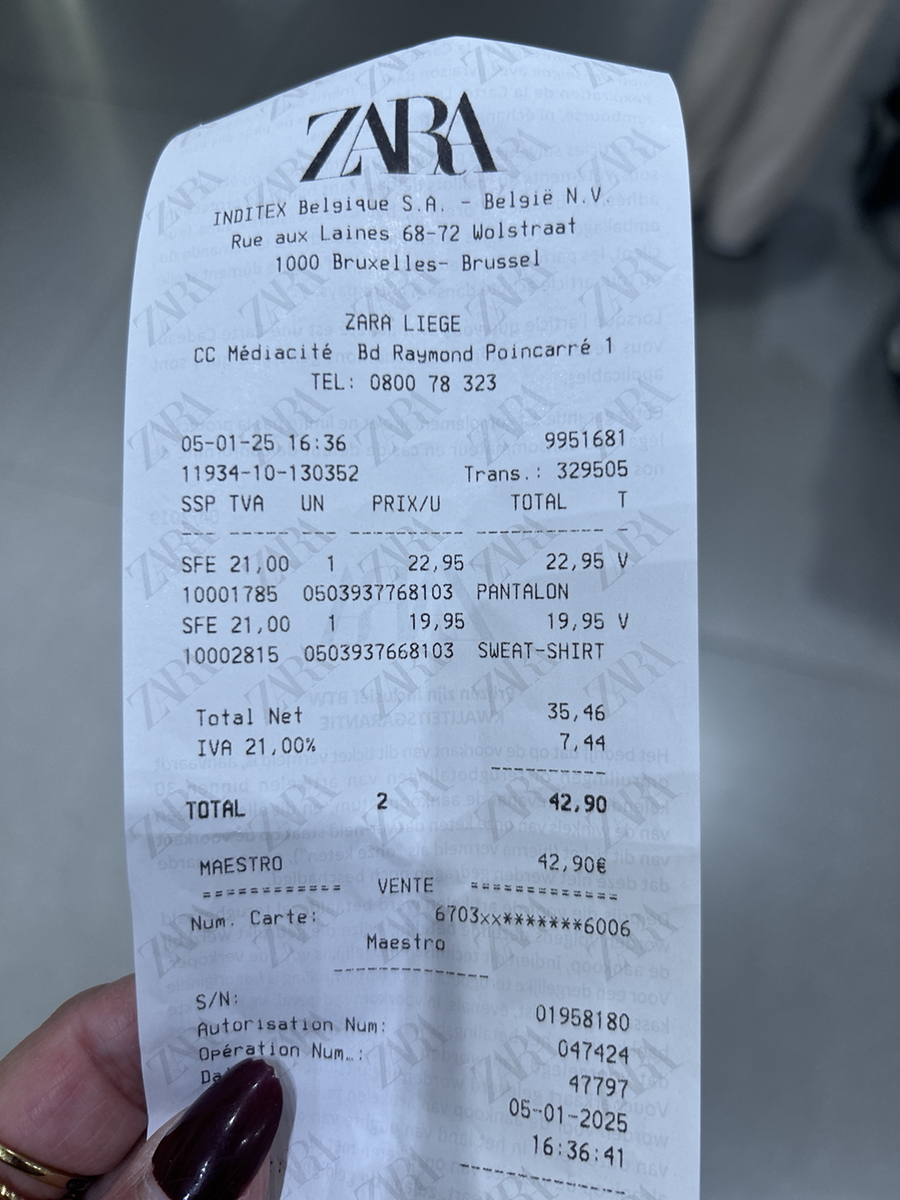 ZARA
INDITEX Belgique S.A. - België N.V.
Rue aux Laines 68-72 Wolstraat
1000 Bruxelles- Brussel
ZARA LIEGE
CC Médiacité Bd Raymond Poincarré 1
TEL: 0800 78 323
05-01-25 16:36 9951681
11934-10-130352 Trans.: 329505
SSP TVA UN PRIX/U TOTAL T
SFE 21,00 1 22,95 22,95 V
10001785 0503937768103 PANTALON
SFE 21,00 1 19,95 19,95 V
10002815 0503937668103 SWEAT-SHIRT
Total Net 35,46
IVA 21,00% 7,44
TOTAL 2 42,90
MAESTRO 42,90€
============ VENTE =============
Num. Carte: 6703xx*******6006
Maestro
S/N: 01958180
Autorisation Num: 047424
Opération Num.: 47797
05-01-2025
16:36:41